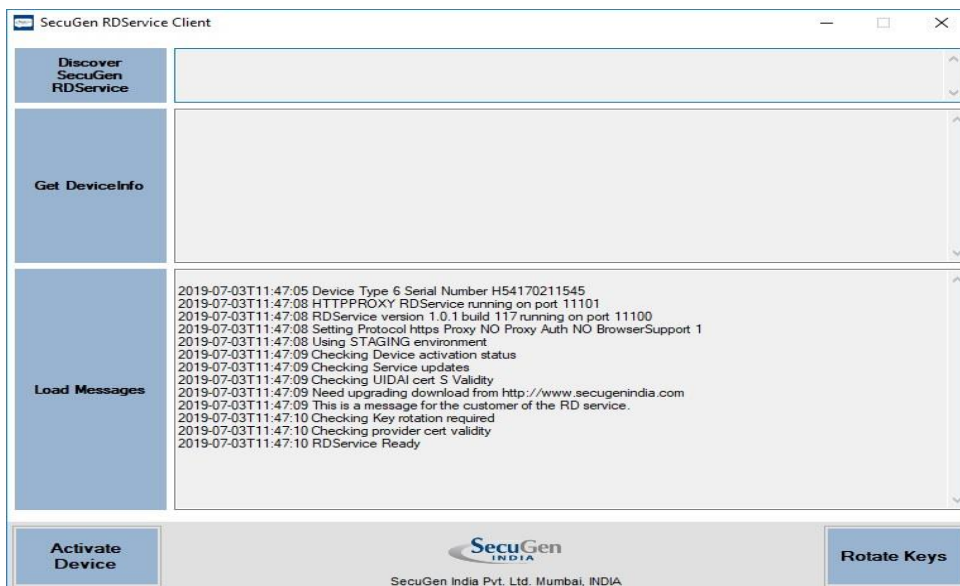 SecuGen RDService Client
Discover
SecuGen
RDService
Get DeviceInfo
Load Messages
2019-07-03T11:47:05 Device Type 6 Serial Number H54170211545
2019-07-03T11:47:08 HTTPPROXY RDService running on port 11101
2019-07-03T11:47:08 RDService version 1.0.1 build 117 running on port 11100
2019-07-03T11:47:08 Setting Protocol https Proxy NO Proxy Auth NO BrowserSupport 1
2019-07-03T11:47:08 Using STAGING environment
2019-07-03T11:47:09 Checking Device activation status
2019-07-03T11:47:09 Checking Service updates
2019-07-03T11:47:09 Checking UIDAI cert S Validity
2019-07-03T11:47:09 Need upgrading download from http://www.secugenindia.com
2019-07-03T11:47:09 This is a message for the customer of the RD service.
2019-07-03T11:47:10 Checking Key rotation required
2019-07-03T11:47:10 Checking provider cert validity
2019-07-03T11:47:10 RDService Ready
Activate
Device
SecuGen
INDIA
SecuGen India Pvt. Ltd. Mumbai, INDIA
Rotate Keys